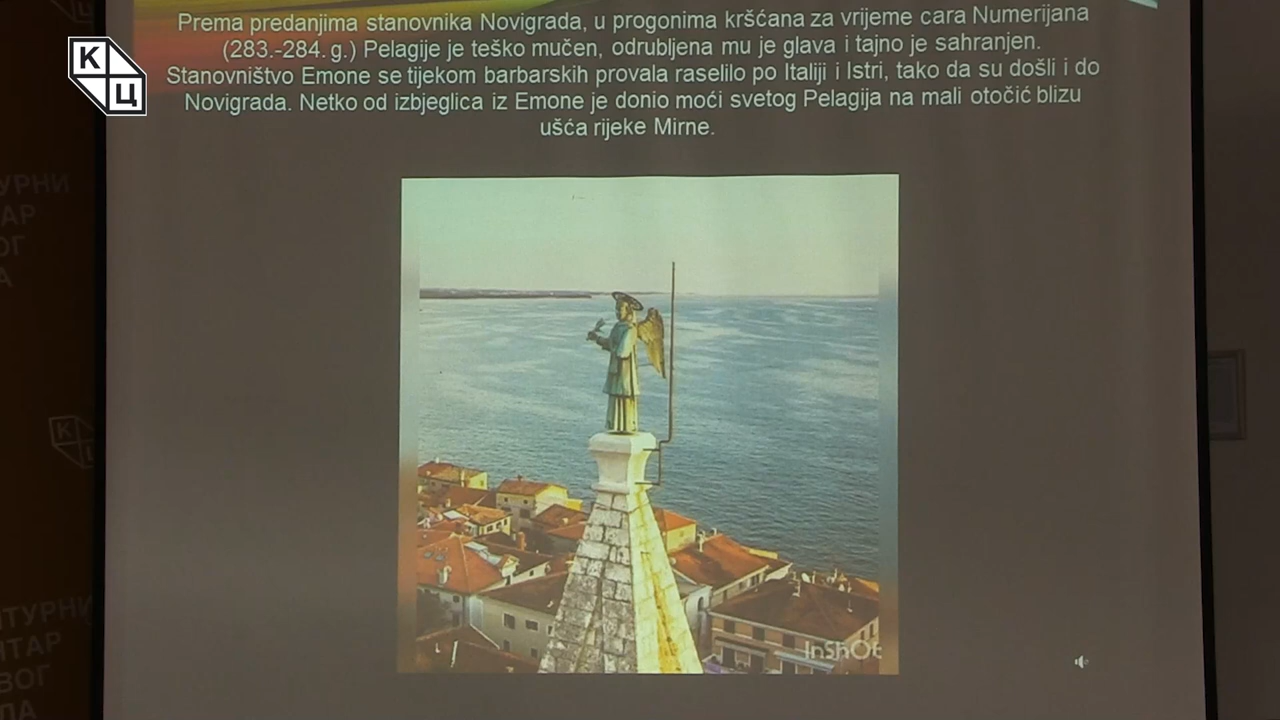 Prema predanjima stanovnika Novigrada, u progonima kršćana za vrijeme cara Numerijana
(283.-284. g.) Pelagije je teško mučen, odrubljena mu je glava i tajno je sahranjen.
Stanovništvo Emone se tijekom barbarskih provala raselilo po Italiji i Istri, tako da su došli i do
Novigrada. Netko od izbjeglica iz Emone je donio moći svetog Pelagija na mali otočić blizu
ušća rijeke Mirne.
К
Ц
InShOt